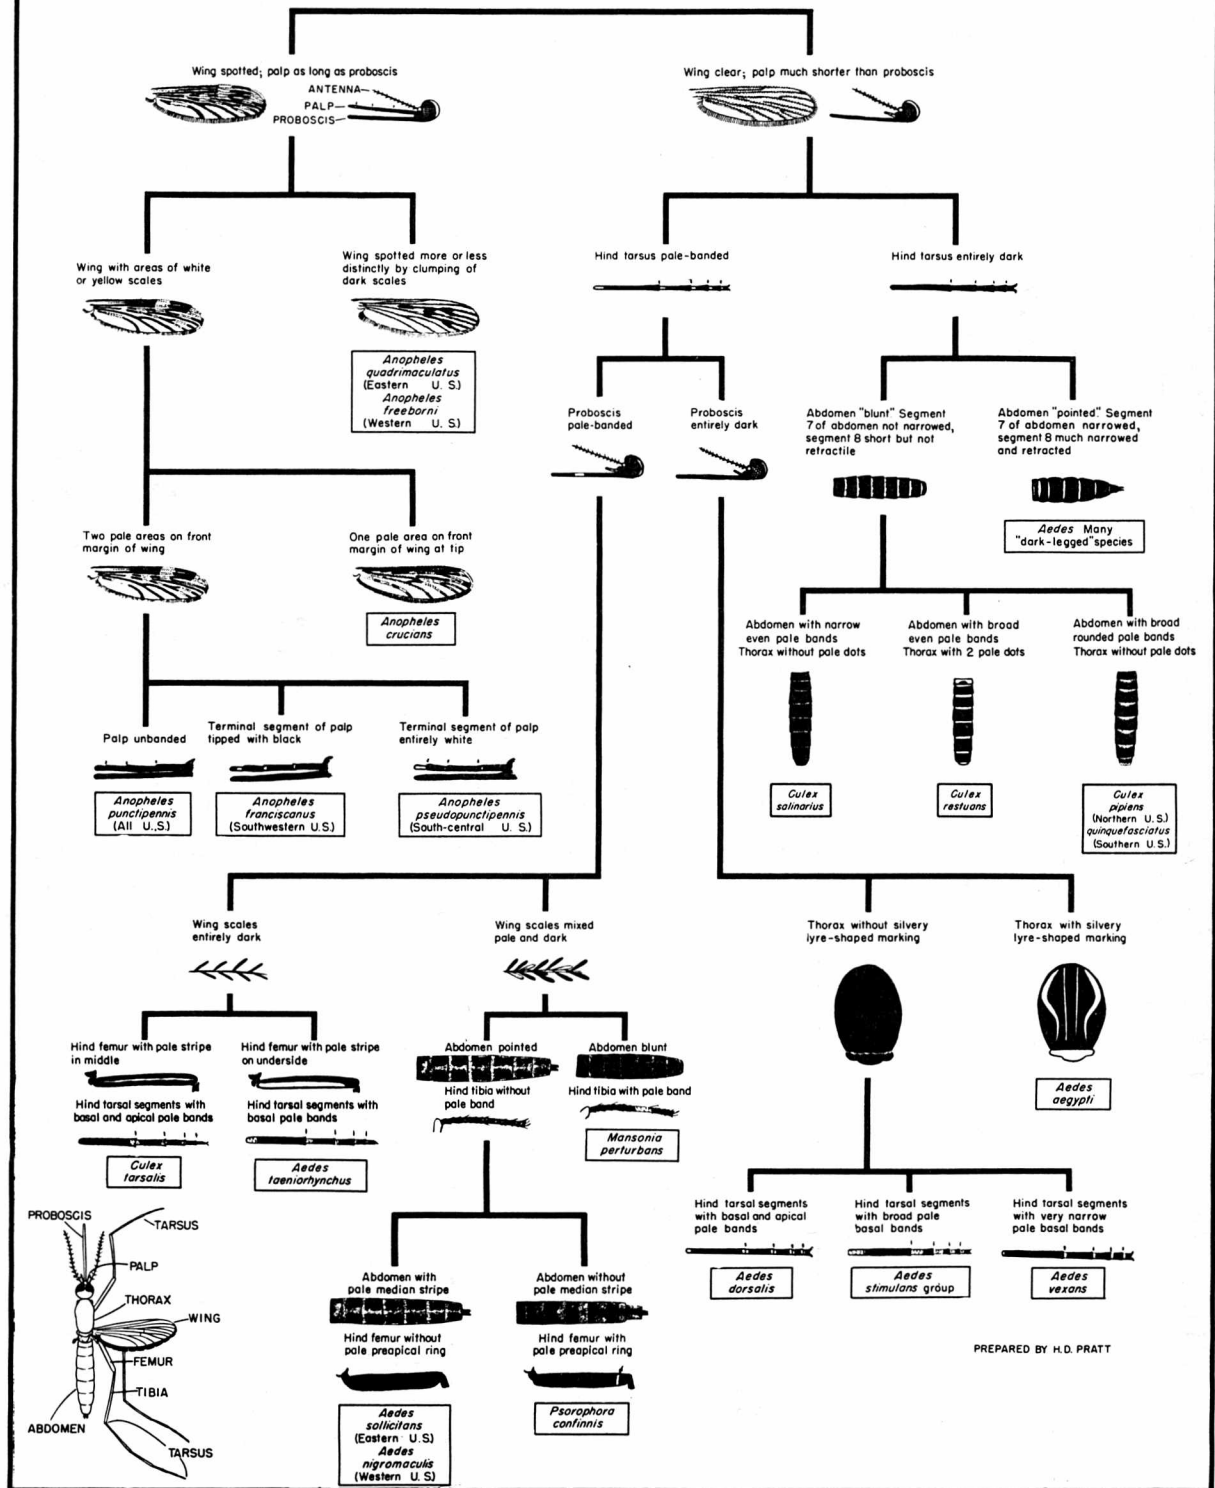 Wing spotted; palp as long as proboscis
ANTENNA
PALP
PROBOSCIS
Wing clear; palp much shorter than proboscis
Wing with areas of white
or yellow scales
Wing spotted more or less
distinctly by clumping of
dark scales
Anopheles
quadrimaculatus
(Eastern U. S.)
Anopheles
freeborni
(Western U. S.)
Hind tarsus pale-banded
Hind tarsus entirely dark
Proboscis
pale-banded
Proboscis
entirely dark
Abdomen "blunt" Segment
7 of abdomen not narrowed,
segment 8 short but not
retractile
Abdomen "pointed." Segment
7 of abdomen narrowed,
segment 8 much narrowed
and retracted
Aedes Many
"dark-legged" species
Two pale areas on front
margin of wing
One pale area on front
margin of wing at tip
Anopheles
crucians
Abdomen with narrow
even pale bands
Thorax without pale dots
Abdomen with broad
even pale bands
Thorax with 2 pale dots
Abdomen with broad
rounded pale bands
Thorax without pale dots
Palp unbanded
Terminal segment of palp
tipped with black
Terminal segment of palp
entirely white
Anopheles
punctipennis
(All U.,S.)
Anopheles
franciscanus
(Southwestern U.S.)
Anopheles
pseudopunctipennis
(South-central U. S.)
Culex
salinarius
Culex
restuans
Culex
pipiens
(Northern U.S.)
quinquefasciatus
(Southern U.S.)
Wing scales
entirely dark
Wing scales mixed
pale and dark
Thorax without silvery
lyre-shaped marking
Thorax with silvery
lyre-shaped marking
Hind femur with pale stripe
in middle
Hind tarsal segments with
basal and apical pale bands
Culex
tarsalis
Hind femur with pale stripe
on underside
Hind tarsal segments with
basal pale bands
Aedes
taeniorhynchus
Abdomen pointed
Hind tibia without
pale band
Abdomen blunt
Hind tibia with pale band
Mansonia
perturbans
Aedes
aegypti
Hind tarsal segments
with basal and apical
pale bands
Aedes
dorsalis
Hind tarsal segments
with broad pale
basal bands
Aedes
stimulans group
Hind tarsal segments
with very narrow
pale basal bands
Aedes
vexans
Abdomen with
pale median stripe
Hind femur without
pale preapical ring
Aedes
sollicitans
(Eastern U.S.)
Aedes
nigromaculis
(Western U. S.)
Abdomen without
pale median stripe
Hind femur with
pale preapical ring
Psorophora
confinnis
PROBOSCIS
TARSUS
PALP
THORAX
WING
FEMUR
TIBIA
ABDOMEN
TARSUS
PREPARED BY H.D. PRATT